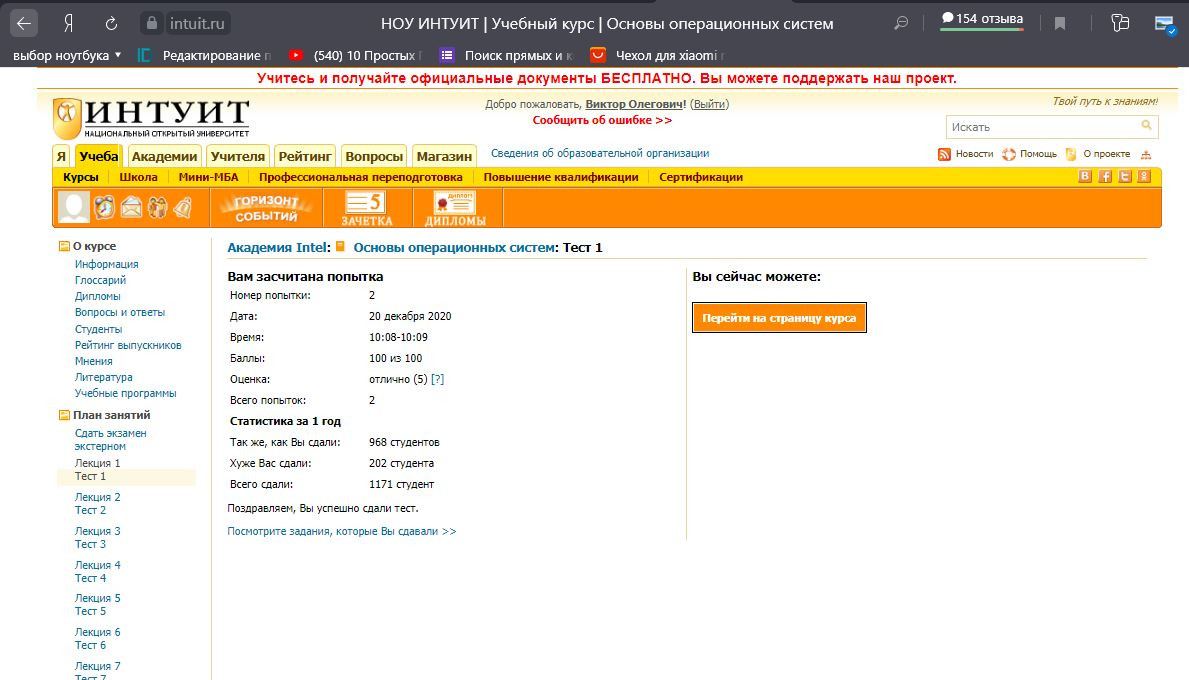 intuit.ru НОУ ИНТУИТ | Учебный курс | Основы операционных систем 154 отзыва
выбор ноутбука Редактирование (540) 10 Простых Поиск прямых и Чехол для xiaomi
Учитесь и получайте официальные документы БЕСПЛАТНО. Вы можете поддержать наш проект.
ИНТУИТ
НАЦИОНАЛЬНЫЙ ОТКРЫТЫЙ УНИВЕРСИТЕТ
Добро пожаловать, Виктор Олегович! (Выйти)
Сообщить об ошибке >>
Твой путь к знаниям!
Искать
Я Учеба Академии Учителя Рейтинг Вопросы Магазин Сведения об образовательной организации
Новости Помощь О проекте
Курсы Школа Мини-МБА Профессиональная переподготовка Повышение квалификации Сертификации
ГОРИЗОНТ СОБЫТИЙ
5 ЗАЧЕТКА
ДИПЛОМ ДИПЛОМЫ
О курсе
Информация
Глоссарий
Дипломы
Вопросы и ответы
Студенты
Рейтинг выпускников
Мнения
Литература
Учебные программы
План занятий
Сдать экзамен
экстерном
Лекция 1
Тест 1
Лекция 2
Тест 2
Лекция 3
Тест 3
Лекция 4
Тест 4
Лекция 5
Тест 5
Лекция 6
Тест 6
Лекция 7
Тест 7
Академия Intel: Основы операционных систем: Тест 1
Вам засчитана попытка
Номер попытки: 2
Дата: 20 декабря 2020
Время: 10:08-10:09
Баллы: 100 из 100
Оценка: отлично (5) [?]
Всего попыток: 2
Статистика за 1 год
Так же, как Вы сдали: 968 студентов
Хуже Вас сдали: 202 студента
Всего сдали: 1171 студент
Поздравляем, Вы успешно сдали тест.
Посмотрите задания, которые Вы сдавали >>
Вы сейчас можете:
Перейти на страницу курса